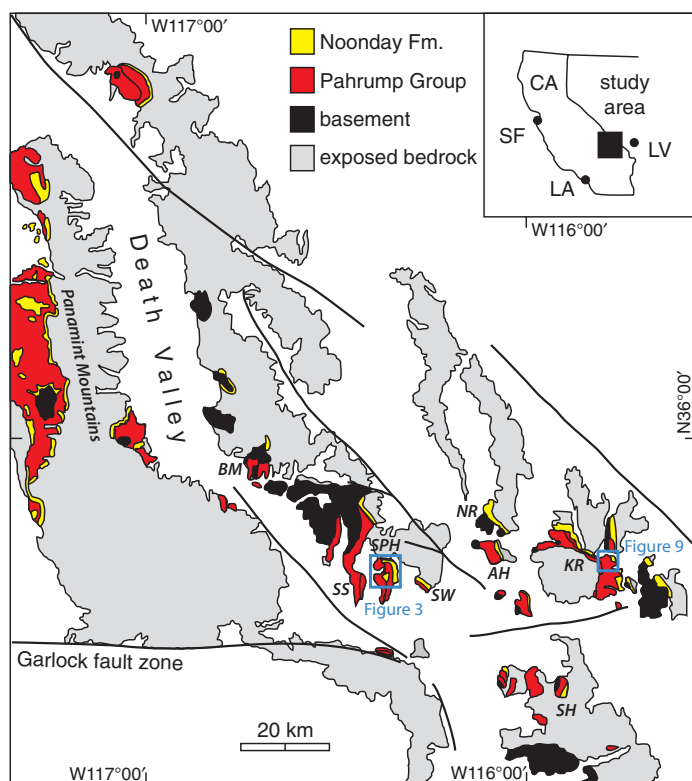 W117°00′
Noonday Fm.
Pahrump Group
basement
exposed bedrock
CA
study
area
SF
LV
LA
W116°00′
Death Valley
Panamint Mountains
N36°00′
BM
NR
SPH
Figure 9
KR
AH
SS
SW
Figure 3
Garlock fault zone
SH
20 km
W117°00′
W116°00′